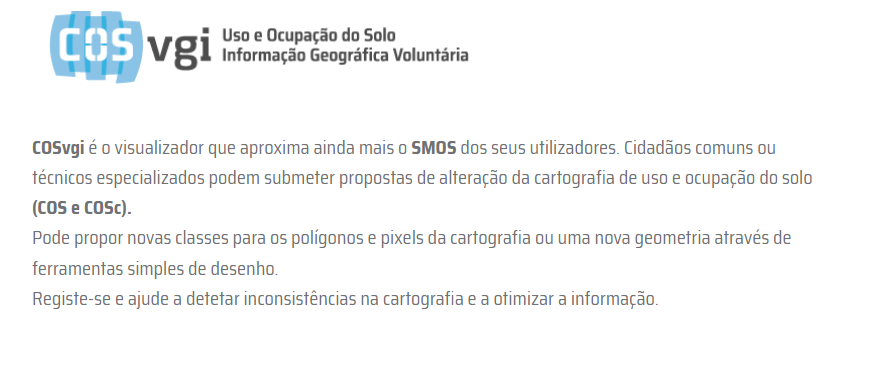 COSvgi Uso e Ocupação do Solo
Informação Geográfica Voluntária
COSvgi é o visualizador que aproxima ainda mais o SMOS dos seus utilizadores. Cidadãos comuns ou
técnicos especializados podem submeter propostas de alteração da cartografia de uso e ocupação do solo
(COS e COSc).
Pode propor novas classes para os polígonos e pixels da cartografia ou uma nova geometria através de
ferramentas simples de desenho.
Registe-se e ajude a detetar inconsistências na cartografia e a otimizar a informação.